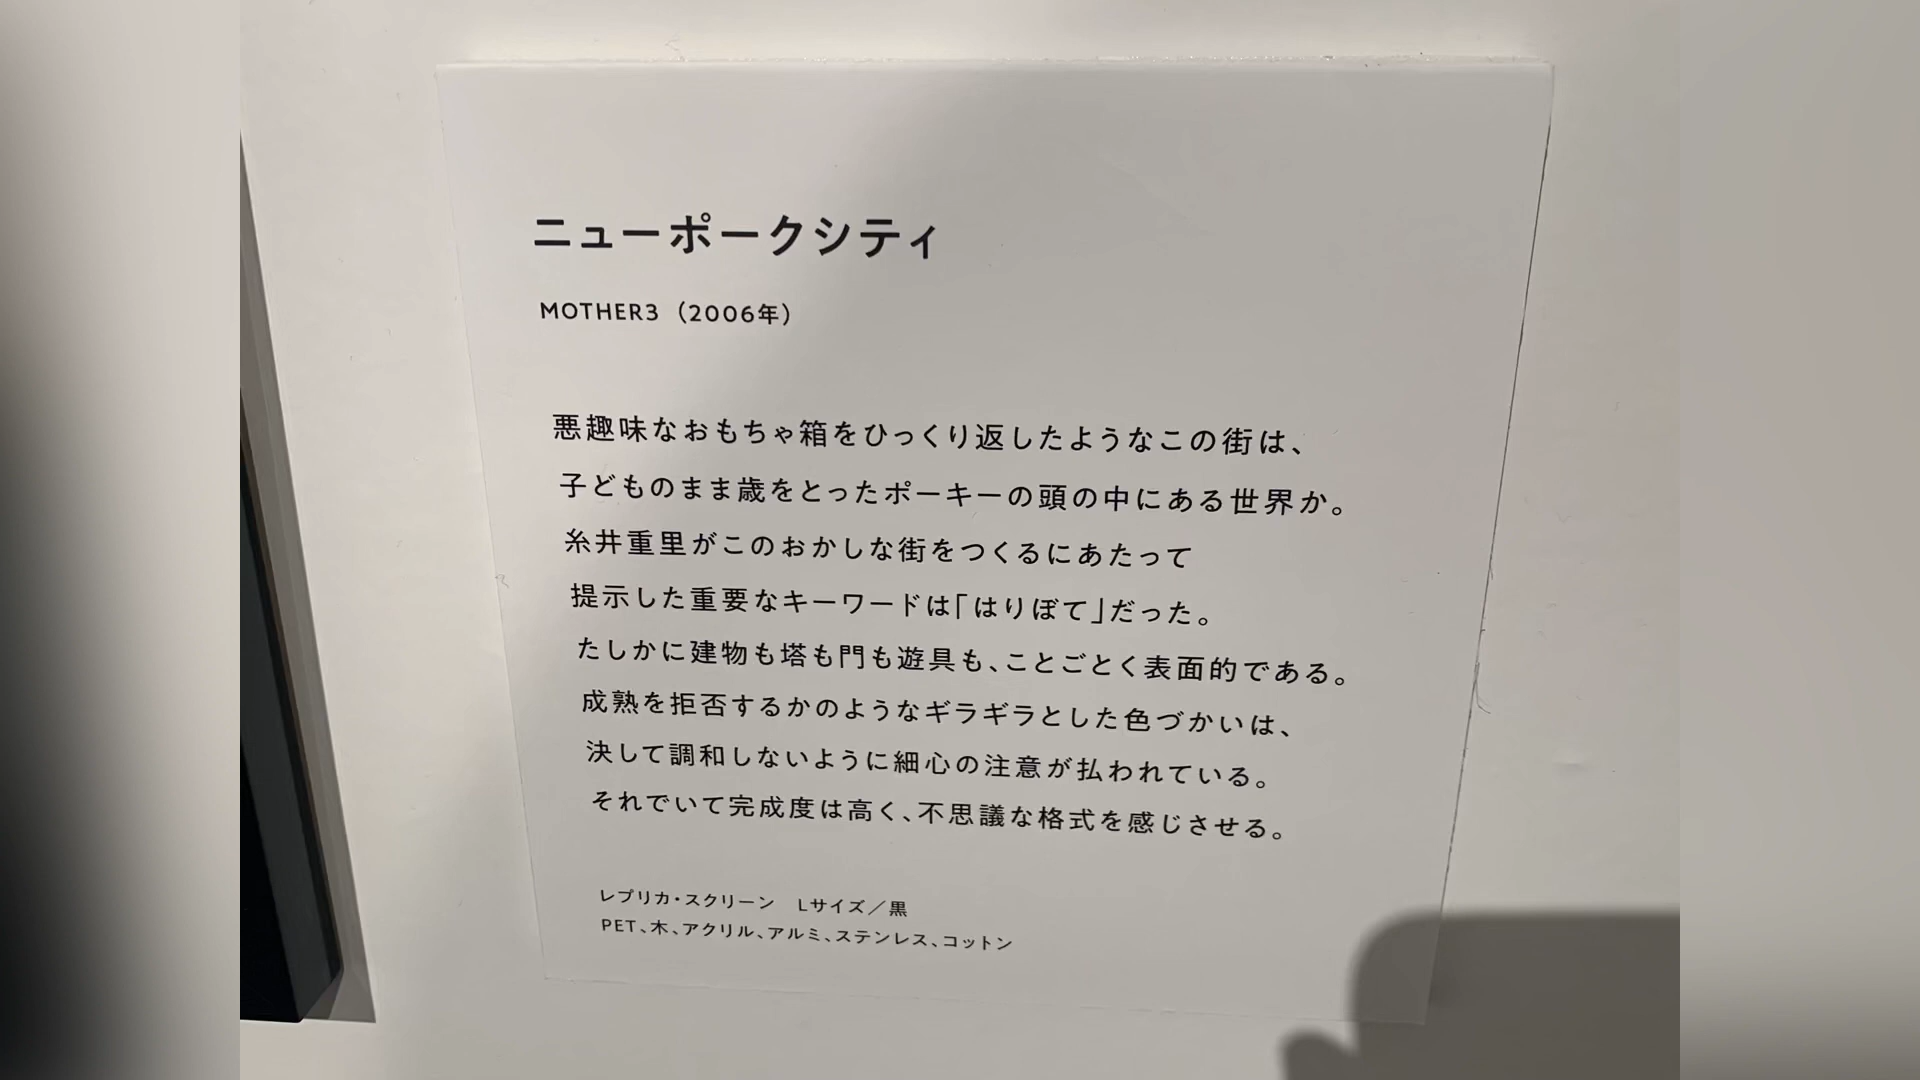 ニューポークシティ
MOTHER3（2006年）
悪趣味なおもちゃ箱をひっくり返したようなこの街は、
子どものまま歳をとったポーキーの頭の中にある世界か。
糸井重里がこのおかしな街をつくるにあたって
提示した重要なキーワードは「はりぼて」だった。
たしかに建物も塔も門も遊具も、ことごとく表面的である。
成熟を拒否するかのようなギラギラとした色づかいは、
決して調和しないように細心の注意が払われている。
それでいて完成度は高く、不思議な格式を感じさせる。
レプリカ・スクリーン　Lサイズ／黒
PET、木、アクリル、アルミ、ステンレス、コットン